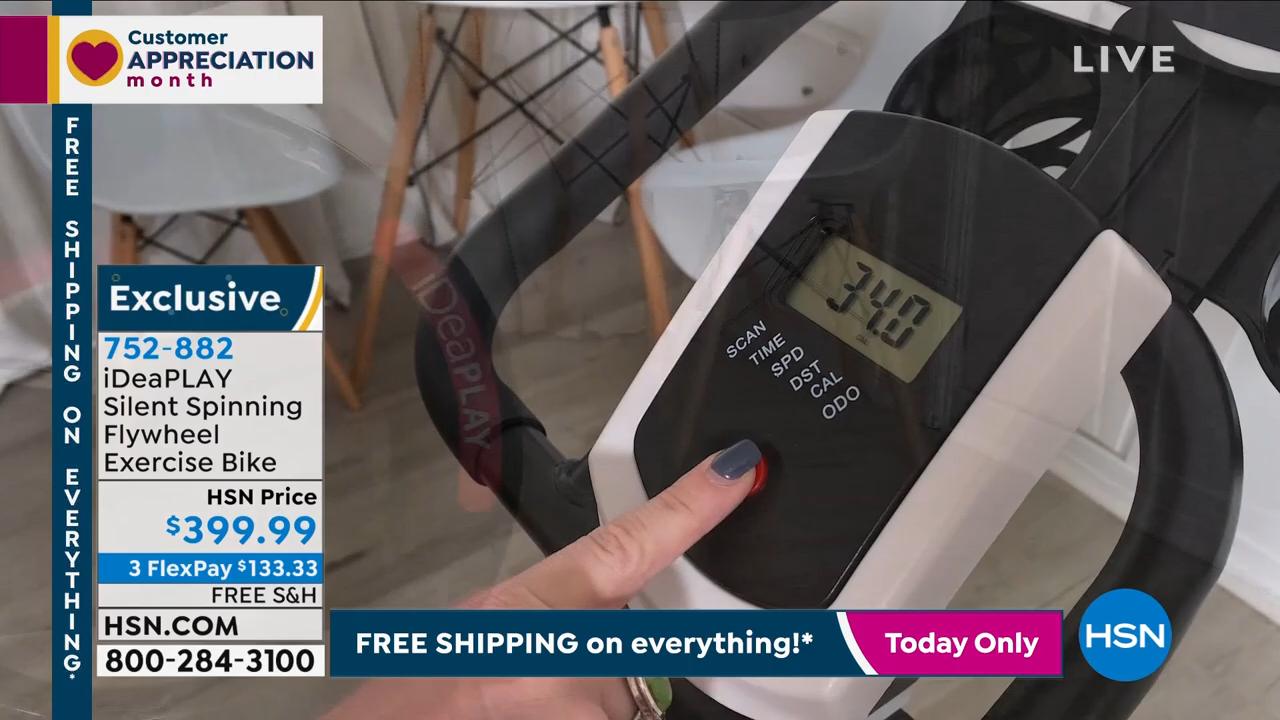 Customer
APPRECIATION
month
LIVE
FREE SHIPPING ON EVERYTHING!*
Exclusive
752-882
iDeaPLAY
Silent Spinning
Flywheel
Exercise Bike
HSN Price
$399.99
3 FlexPay $133.33
FREE S&H
HSN.COM
800-284-3100
iDeaPLAY
34.0
SCAN
TIME
SPD
DST
CAL
ODO
FREE SHIPPING on everything!*
Today Only
HSN